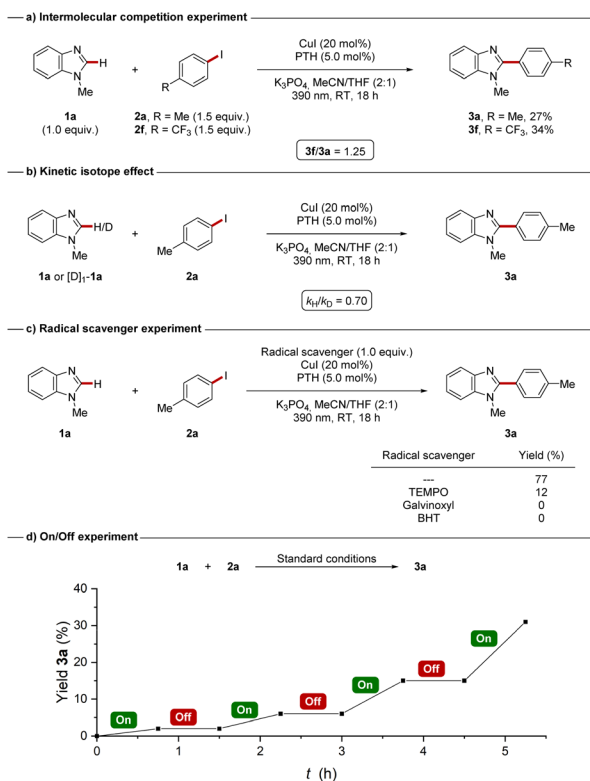 a) Intermolecular competition experiment
N
H
N
Me
1a
(1.0 equiv.)
+
I
R
2a, R = Me (1.5 equiv.)
2f, R = CF3 (1.5 equiv.)
CuI (20 mol%)
PTH (5.0 mol%)
K3PO4, MeCN/THF (2:1)
390 nm, RT, 18 h
N
R
N
Me
3a, R = Me, 27%
3f, R = CF3, 34%
3f/3a = 1.25
b) Kinetic isotope effect
N
H/D
N
Me
1a or [D]1-1a
+
I
Me
2a
CuI (20 mol%)
PTH (5.0 mol%)
K3PO4, MeCN/THF (2:1)
390 nm, RT, 18 h
N
Me
N
Me
3a
kH/kD = 0.70
c) Radical scavenger experiment
N
H
N
Me
1a
+
I
Me
2a
Radical scavenger (1.0 equiv.)
CuI (20 mol%)
PTH (5.0 mol%)
K3PO4, MeCN/THF (2:1)
390 nm, RT, 18 h
N
Me
N
Me
3a
Radical scavenger Yield (%)
--- 77
TEMPO 12
Galvinoxyl 0
BHT 0
d) On/Off experiment
1a + 2a Standard conditions 3a
Yield 3a (%)
40
30
20
10
0
On
Off
On
Off
On
Off
On
0 1 2 3 4 5
t (h)